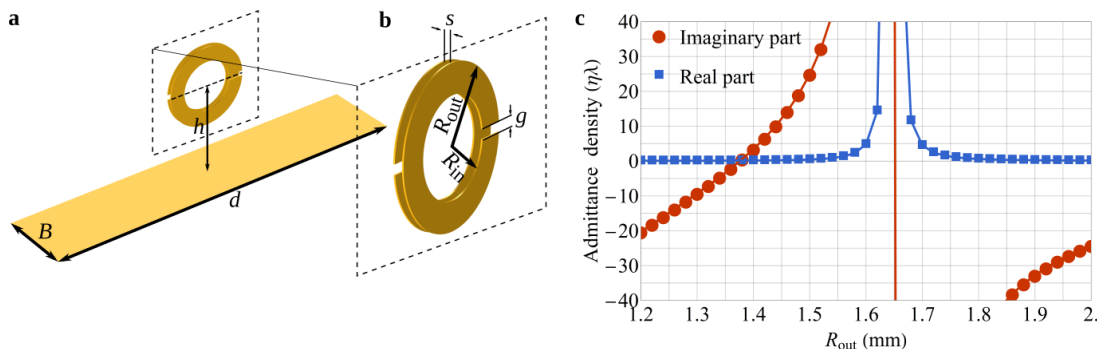 a
h
d
B
b
s
g
R_out
R_in
c
Admittance density (ηλ)
40
30
20
10
0
−10
−20
−30
−40
Imaginary part
Real part
1.2 1.3 1.4 1.5 1.6 1.7 1.8 1.9 2.
R_out (mm)